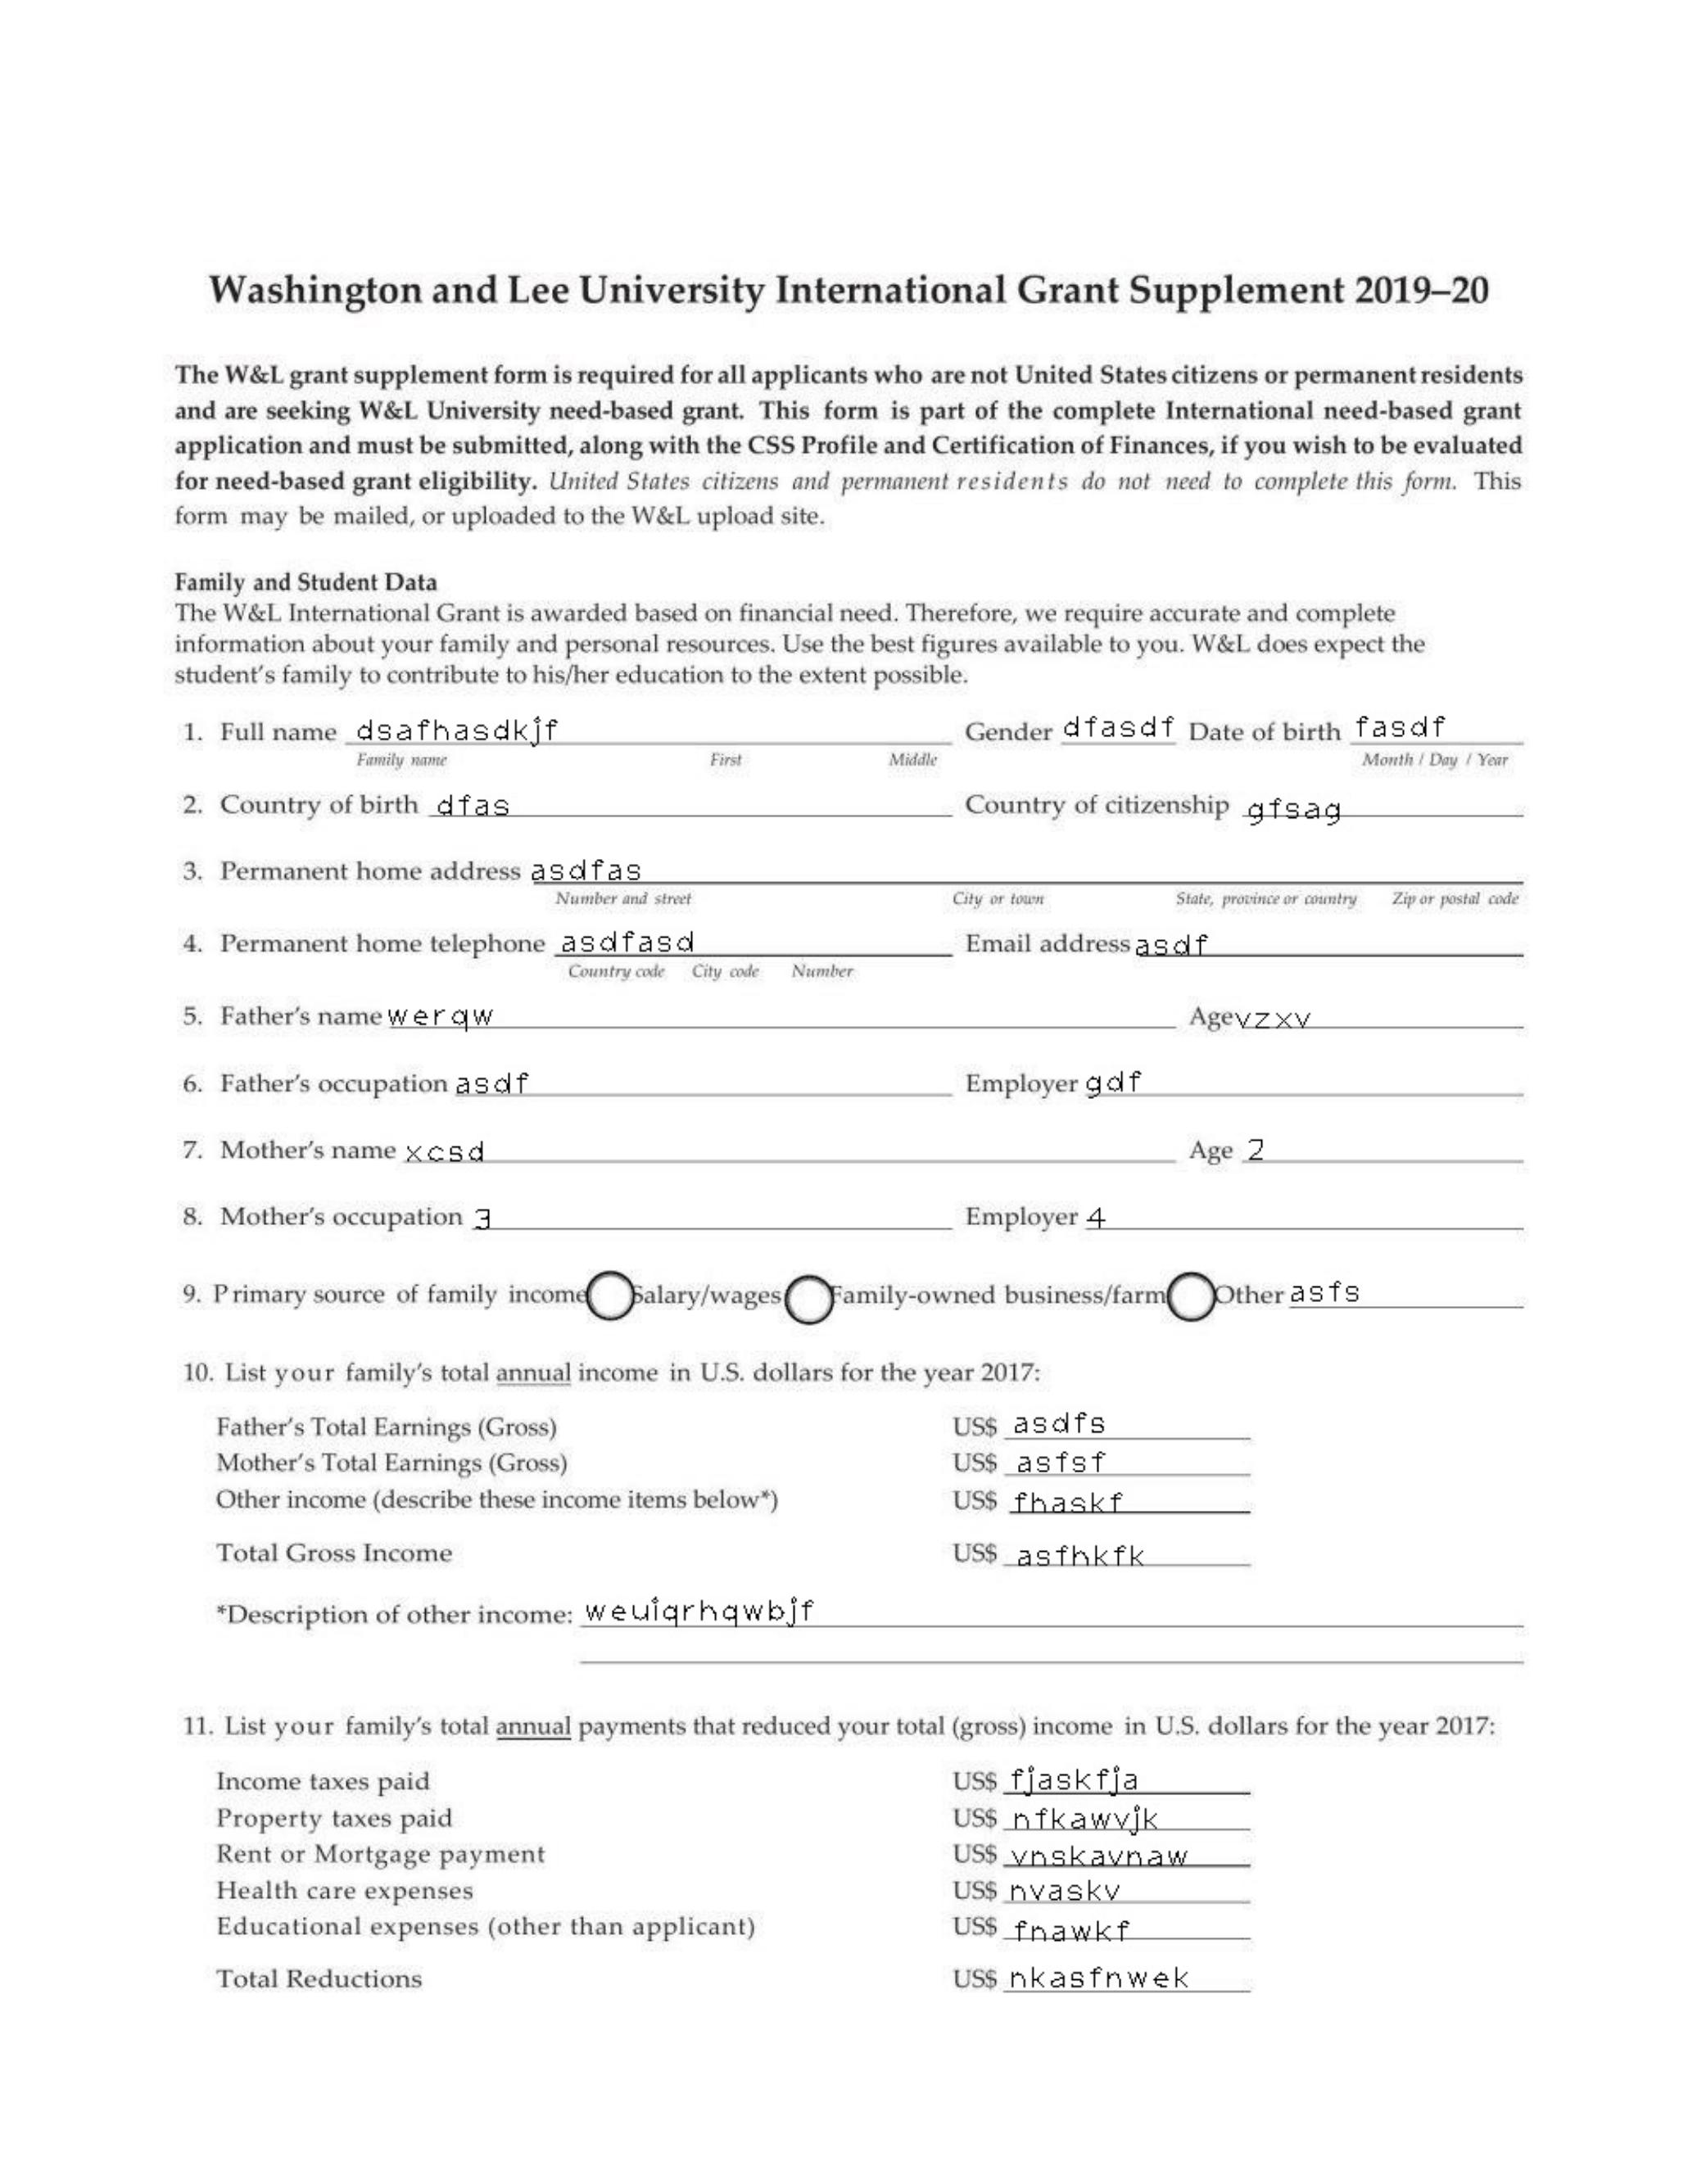 Washington and Lee University International Grant Supplement 2019–20
The W&L grant supplement form is required for all applicants who are not United States citizens or permanent residents
and are seeking W&L University need-based grant. This form is part of the complete International need-based grant
application and must be submitted, along with the CSS Profile and Certification of Finances, if you wish to be evaluated
for need-based grant eligibility. United States citizens and permanent residents do not need to complete this form. This
form may be mailed, or uploaded to the W&L upload site.
Family and Student Data
The W&L International Grant is awarded based on financial need. Therefore, we require accurate and complete
information about your family and personal resources. Use the best figures available to you. W&L does expect the
student's family to contribute to his/her education to the extent possible.
1. Full name dsafhasdkjf Gender dfasdf Date of birth fasdf
Family name First Middle Month / Day / Year
2. Country of birth dfas Country of citizenship gfsag
3. Permanent home address asdfas
Number and street City or town State, province or country Zip or postal code
4. Permanent home telephone asdfasd Email address asdf
Country code City code Number
5. Father's name werqw Age vzxv
6. Father's occupation asdf Employer gdf
7. Mother's name xcsd Age 2
8. Mother's occupation 3 Employer 4
9. Primary source of family income Salary/wages Family-owned business/farm Other asfs
10. List your family's total annual income in U.S. dollars for the year 2017:
Father's Total Earnings (Gross) US$ asdfs
Mother's Total Earnings (Gross) US$ asfsf
Other income (describe these income items below*) US$ fhaskf
Total Gross Income US$ asfhkfk
*Description of other income: weuiqrhqwbjf
11. List your family's total annual payments that reduced your total (gross) income in U.S. dollars for the year 2017:
Income taxes paid US$ fjaskfja
Property taxes paid US$ nfkawvjk
Rent or Mortgage payment US$ vnskavnaw
Health care expenses US$ nvaskv
Educational expenses (other than applicant) US$ fnawkf
Total Reductions US$ nkasfnwek